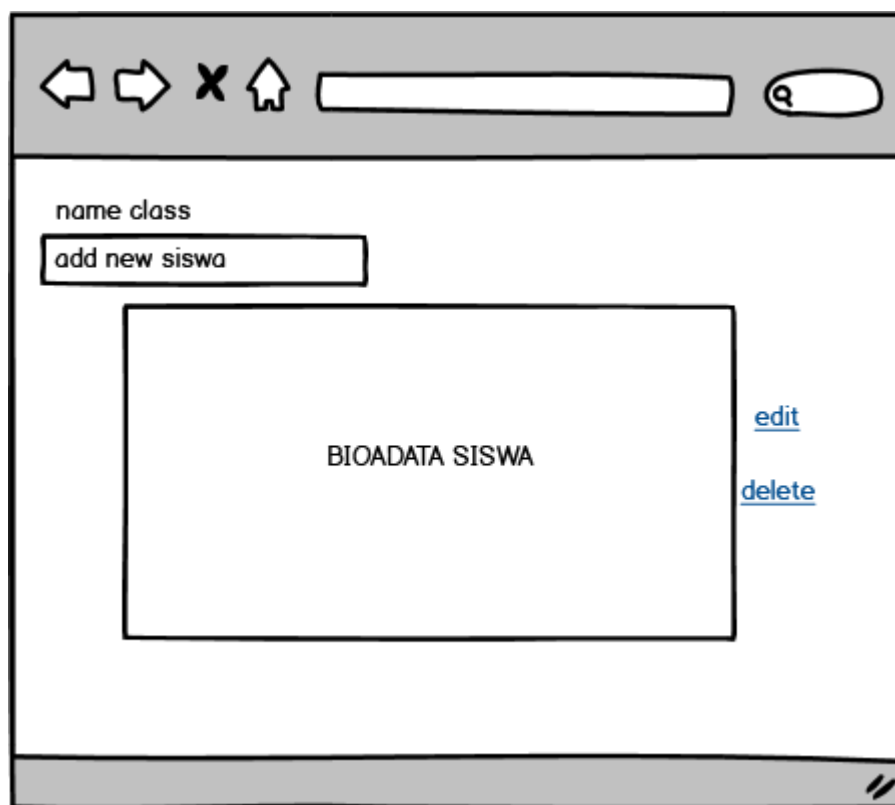 name class
add new siswa
BIOADATA SISWA
edit
delete